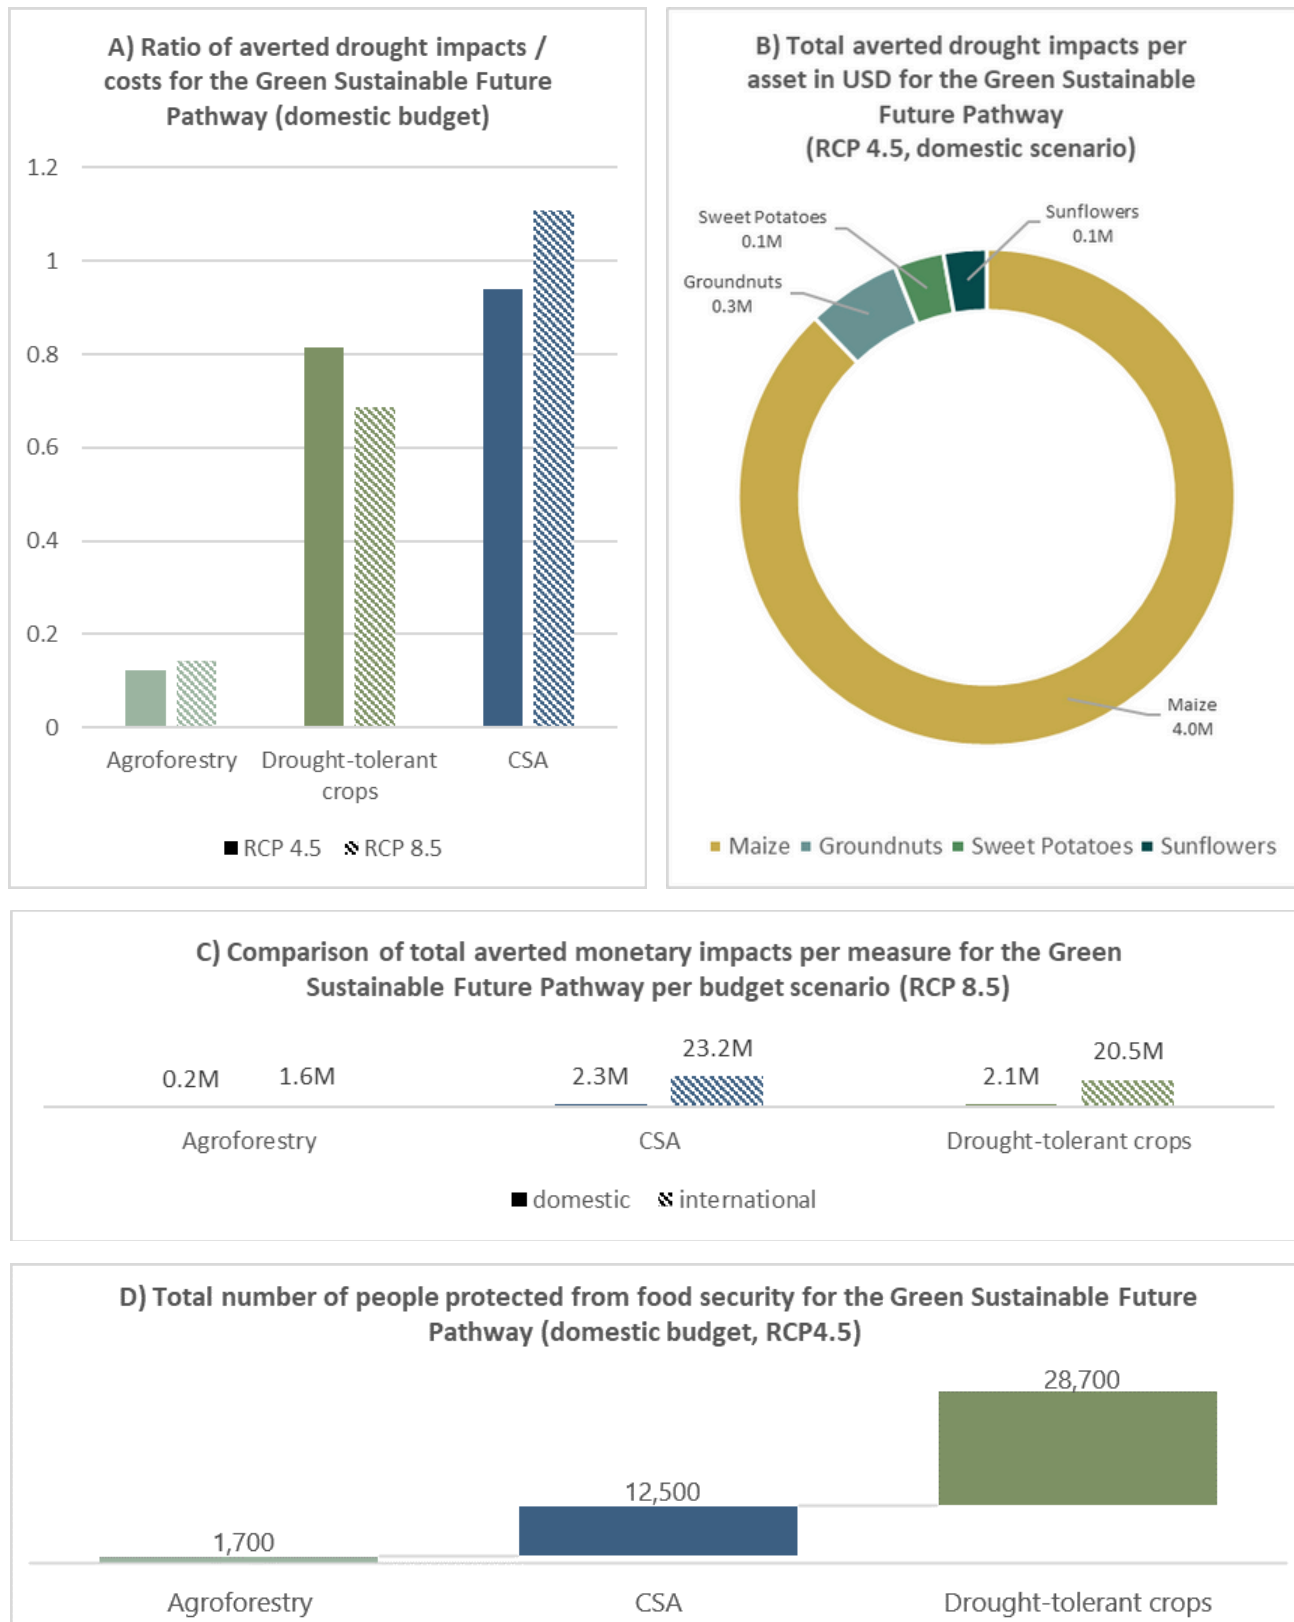 A) Ratio of averted drought impacts /
costs for the Green Sustainable Future
Pathway (domestic budget)
1.2
1
0.8
0.6
0.4
0.2
0
Agroforestry
Drought-tolerant
crops
CSA
RCP 4.5
RCP 8.5
B) Total averted drought impacts per
asset in USD for the Green Sustainable
Future Pathway
(RCP 4.5, domestic scenario)
Sweet Potatoes
0.1M
Sunflowers
0.1M
Groundnuts
0.3M
Maize
4.0M
Maize
Groundnuts
Sweet Potatoes
Sunflowers
C) Comparison of total averted monetary impacts per measure for the Green
Sustainable Future Pathway per budget scenario (RCP 8.5)
0.2M
1.6M
2.3M
23.2M
2.1M
20.5M
Agroforestry
CSA
Drought-tolerant crops
domestic
international
D) Total number of people protected from food security for the Green Sustainable Future
Pathway (domestic budget, RCP4.5)
1,700
12,500
28,700
Agroforestry
CSA
Drought-tolerant crops